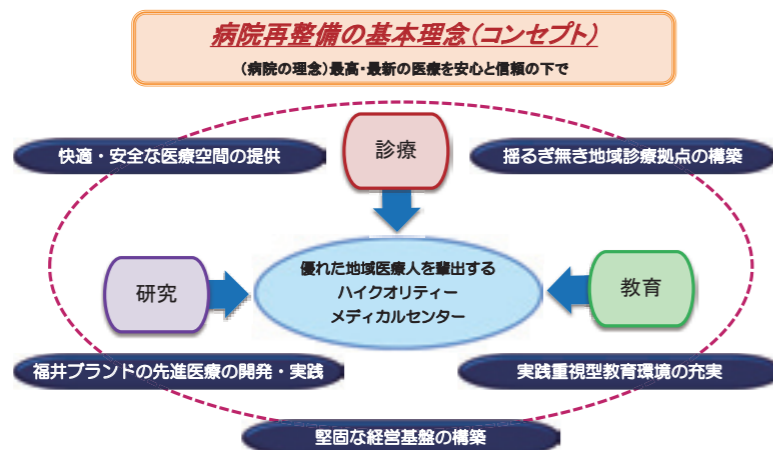 病院再整備の基本理念（コンセプト）
（病院の理念）最高・最新の医療を安心と信頼の下で
診療
快適・安全な医療空間の提供
揺るぎ無き地域診療拠点の構築
優れた地域医療人を輩出する
ハイクオリティー
メディカルセンター
研究
教育
福井ブランドの先進医療の開発・実践
実践重視型教育環境の充実
堅固な経営基盤の構築